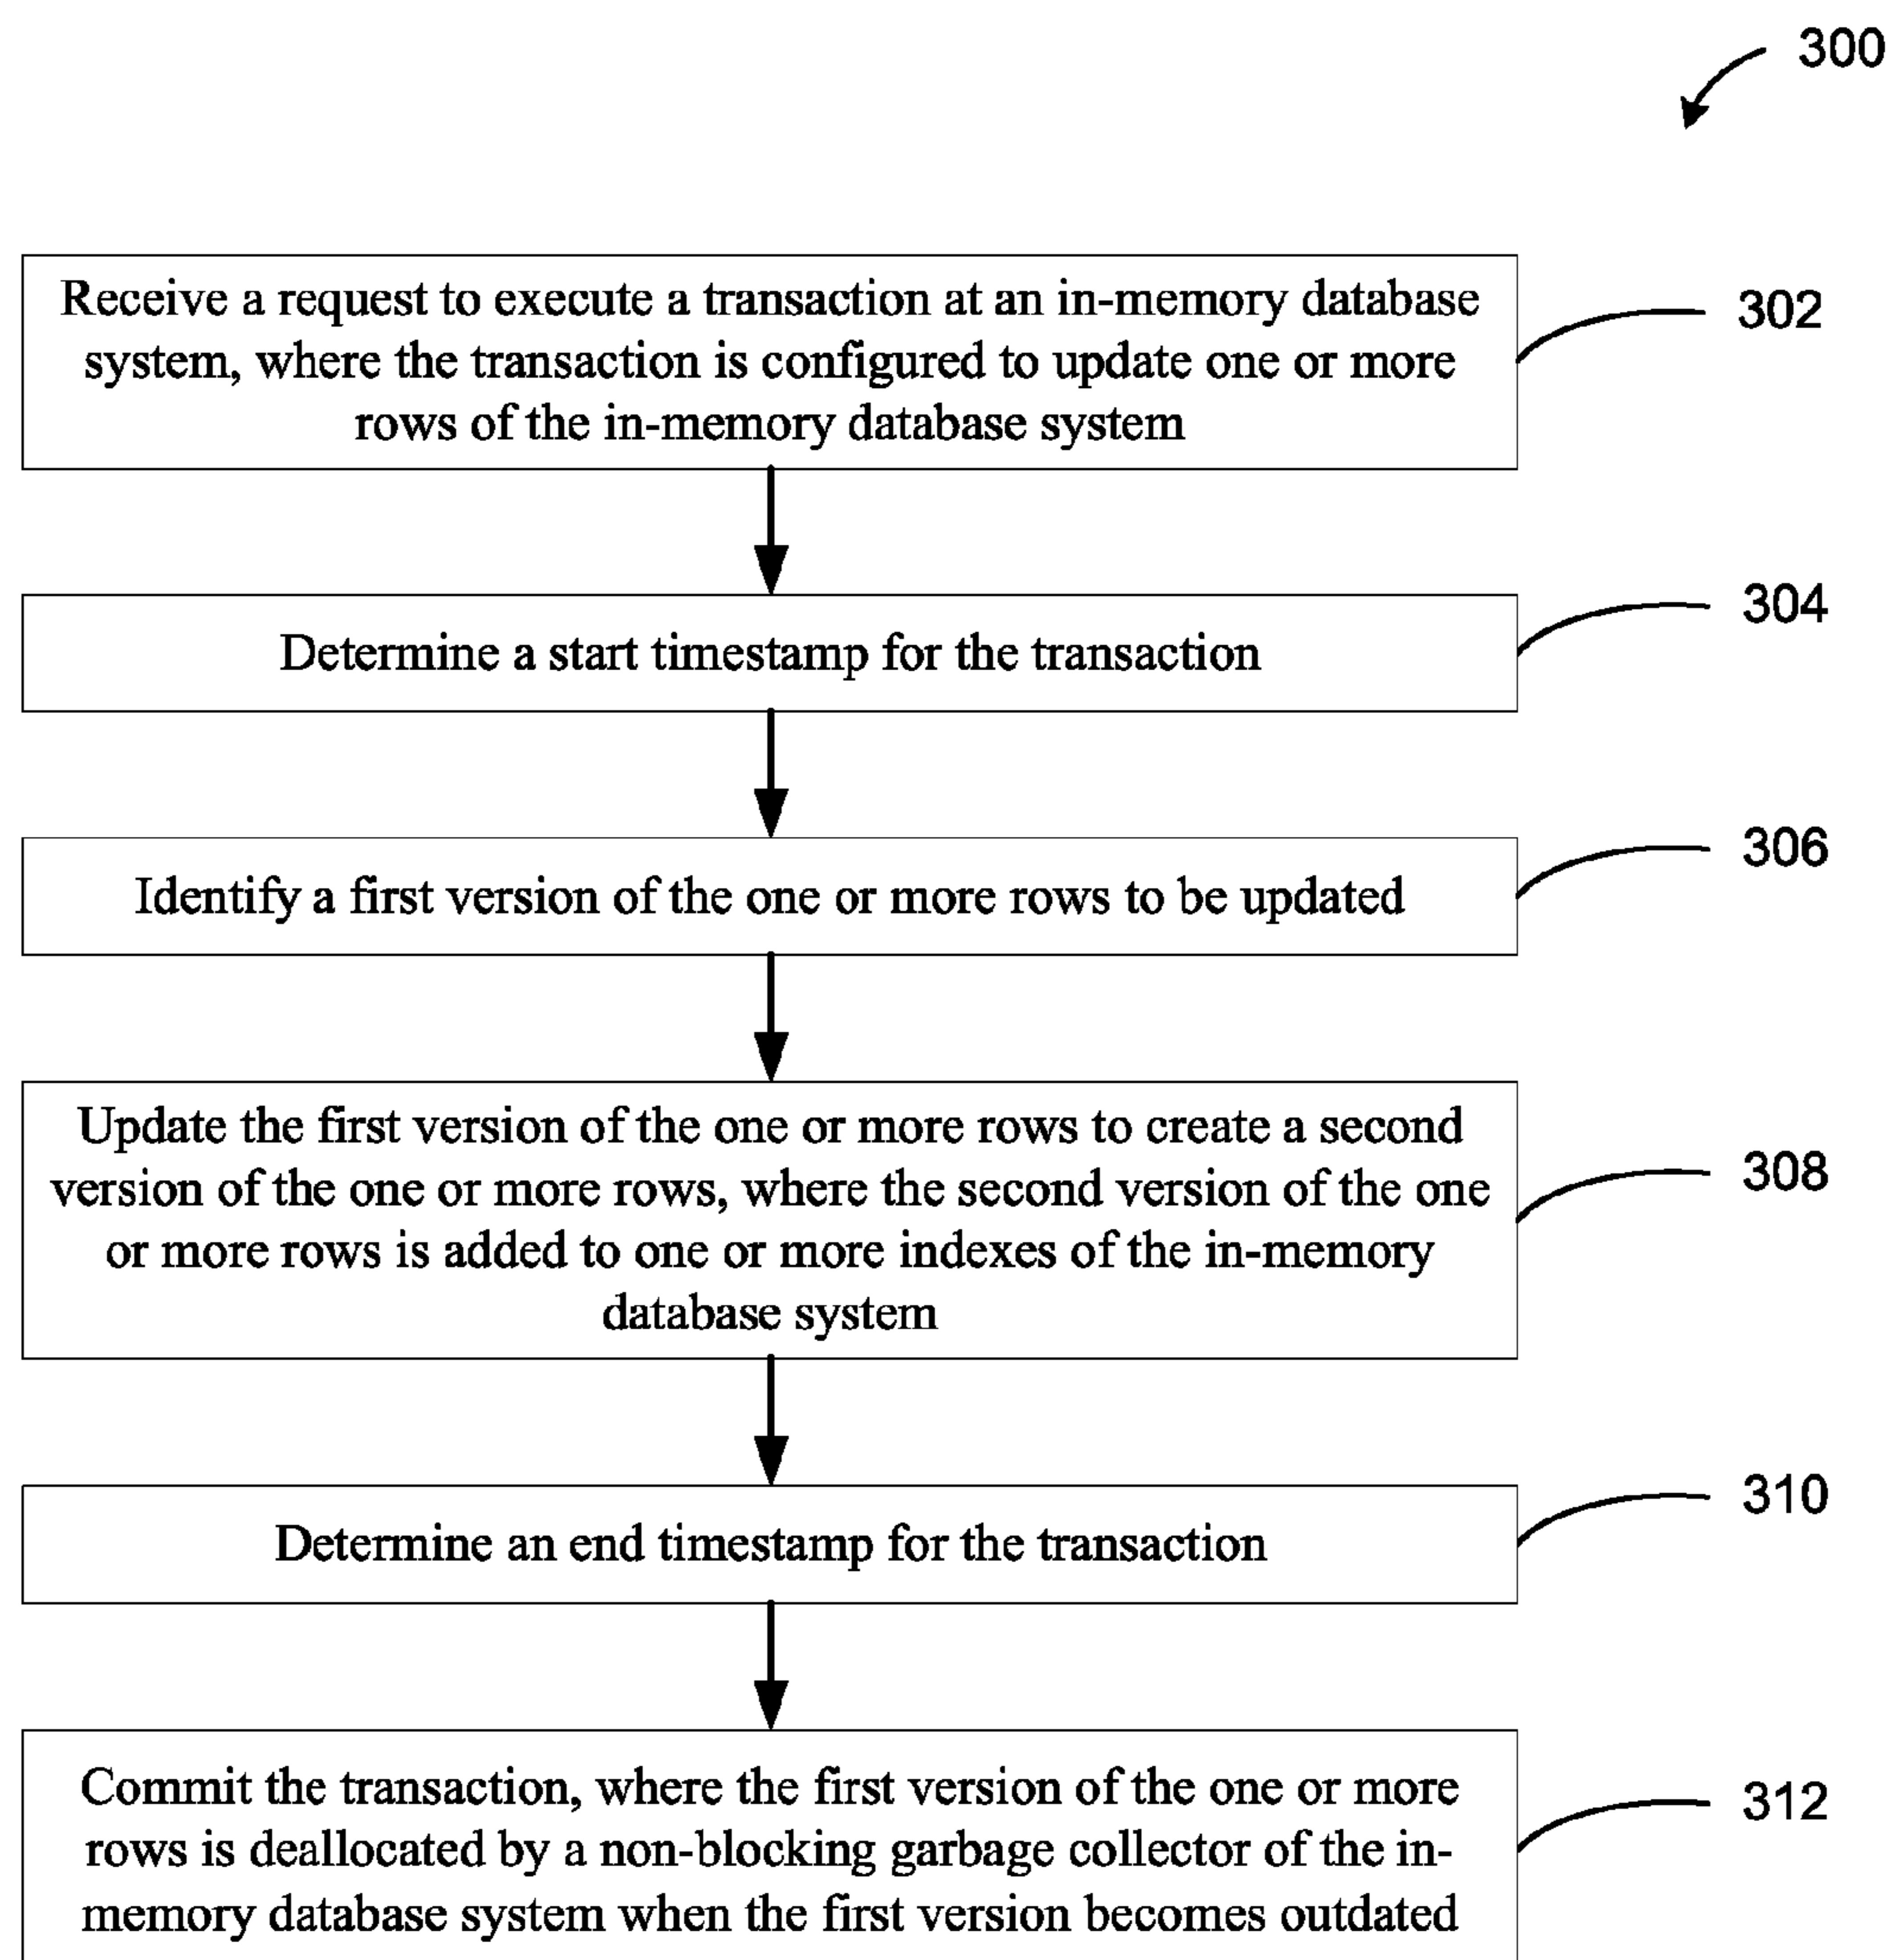 300
Receive a request to execute a transaction at an in-memory database
system, where the transaction is configured to update one or more
rows of the in-memory database system
302
Determine a start timestamp for the transaction
304
Identify a first version of the one or more rows to be updated
306
Update the first version of the one or more rows to create a second
version of the one or more rows, where the second version of the one
or more rows is added to one or more indexes of the in-memory
database system
308
Determine an end timestamp for the transaction
310
Commit the transaction, where the first version of the one or more
rows is deallocated by a non-blocking garbage collector of the in-
memory database system when the first version becomes outdated
312